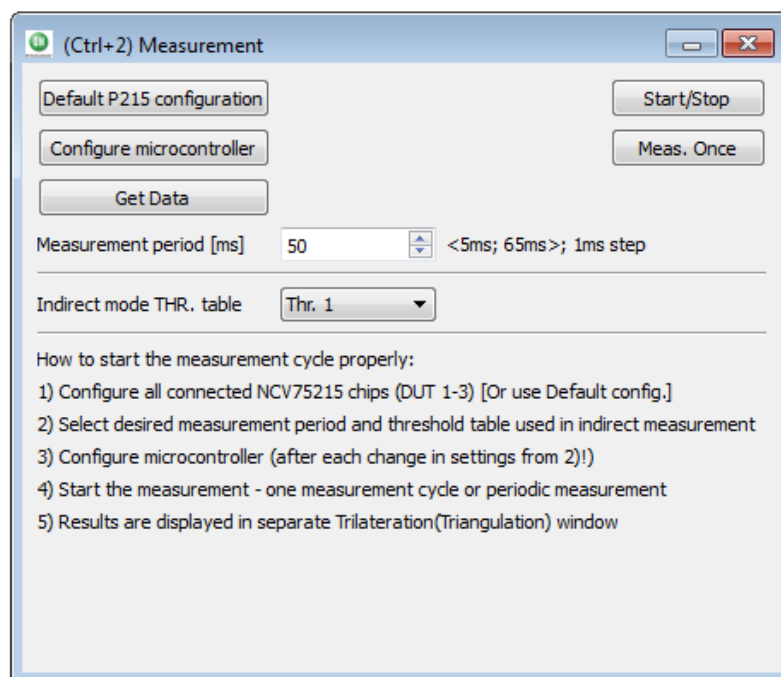 (Ctrl+2) Measurement
Default P215 configuration
Start/Stop
Configure microcontroller
Meas. Once
Get Data
Measurement period [ms] 50 <5ms; 65ms>; 1ms step
Indirect mode THR. table Thr. 1
How to start the measurement cycle properly:
1) Configure all connected NCV75215 chips (DUT 1-3) [Or use Default config.]
2) Select desired measurement period and threshold table used in indirect measurement
3) Configure microcontroller (after each change in settings from 2)!)
4) Start the measurement - one measurement cycle or periodic measurement
5) Results are displayed in separate Trilateration(Triangulation) window